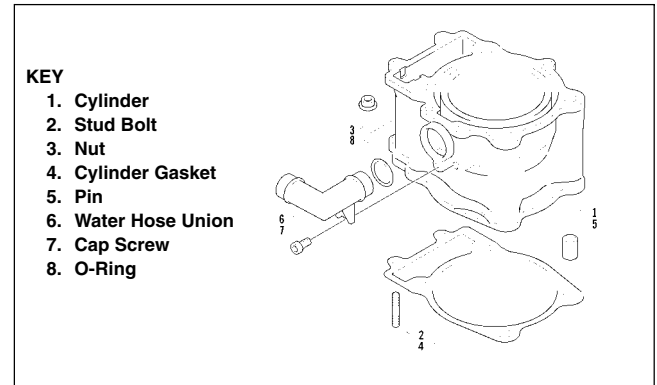 KEY
1. Cylinder
2. Stud Bolt
3. Nut
4. Cylinder Gasket
5. Pin
6. Water Hose Union
7. Cap Screw
8. O-Ring
3
8
6
7
1
5
2
4